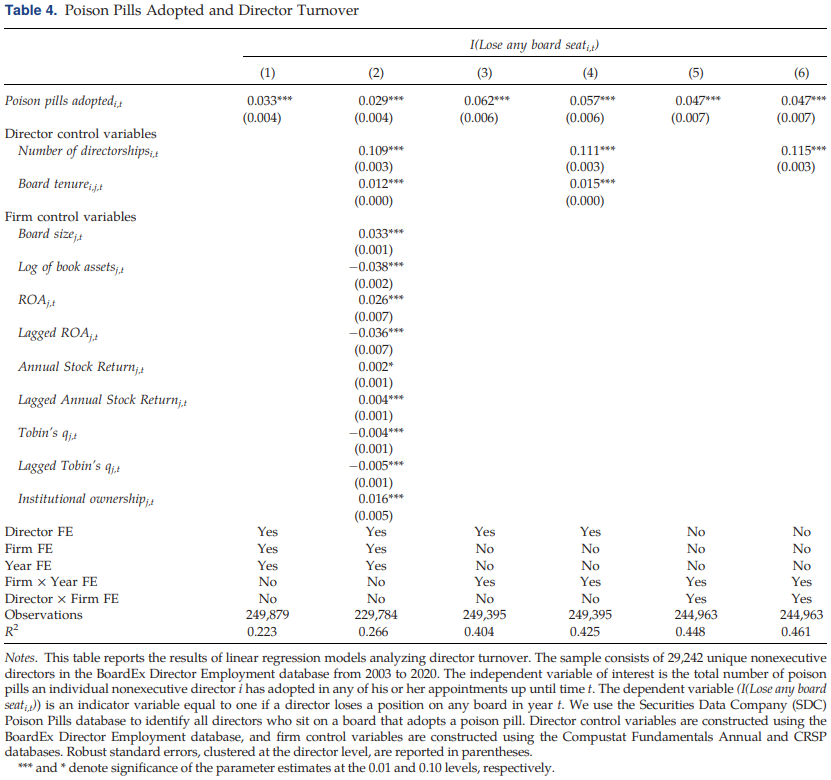 Table 4. Poison Pills Adopted and Director Turnover
I(Lose any board seat_{i,t})
(1) (2) (3) (4) (5) (6)
Poison pills adopted_{i,t} 0.033*** 0.029*** 0.062*** 0.057*** 0.047*** 0.047***
(0.004) (0.004) (0.006) (0.006) (0.007) (0.007)
Director control variables
Number of directorships_{i,t} 0.109*** 0.111*** 0.115***
(0.003) (0.003) (0.003)
Board tenure_{i,j,t} 0.012*** 0.015***
(0.000) (0.000)
Firm control variables
Board size_{j,t} 0.033***
(0.001)
Log of book assets_{j,t} −0.038***
(0.002)
ROA_{j,t} 0.026***
(0.007)
Lagged ROA_{j,t} −0.036***
(0.007)
Annual Stock Return_{j,t} 0.002*
(0.001)
Lagged Annual Stock Return_{j,t} 0.004***
(0.001)
Tobin's q_{j,t} −0.004***
(0.001)
Lagged Tobin's q_{j,t} −0.005***
(0.001)
Institutional ownership_{j,t} 0.016***
(0.005)
Director FE Yes Yes Yes Yes No No
Firm FE Yes Yes No No No No
Year FE Yes Yes No No No No
Firm × Year FE No No Yes Yes Yes Yes
Director × Firm FE No No No No Yes Yes
Observations 249,879 229,784 249,395 249,395 244,963 244,963
R² 0.223 0.266 0.404 0.425 0.448 0.461
Notes. This table reports the results of linear regression models analyzing director turnover. The sample consists of 29,242 unique nonexecutive
directors in the BoardEx Director Employment database from 2003 to 2020. The independent variable of interest is the total number of poison
pills an individual nonexecutive director i has adopted in any of his or her appointments up until time t. The dependent variable (I(Lose any board
seat_{i,t})) is an indicator variable equal to one if a director loses a position on any board in year t. We use the Securities Data Company (SDC)
Poison Pills database to identify all directors who sit on a board that adopts a poison pill. Director control variables are constructed using the
BoardEx Director Employment database, and firm control variables are constructed using the Compustat Fundamentals Annual and CRSP
databases. Robust standard errors, clustered at the director level, are reported in parentheses.
*** and * denote significance of the parameter estimates at the 0.01 and 0.10 levels, respectively.